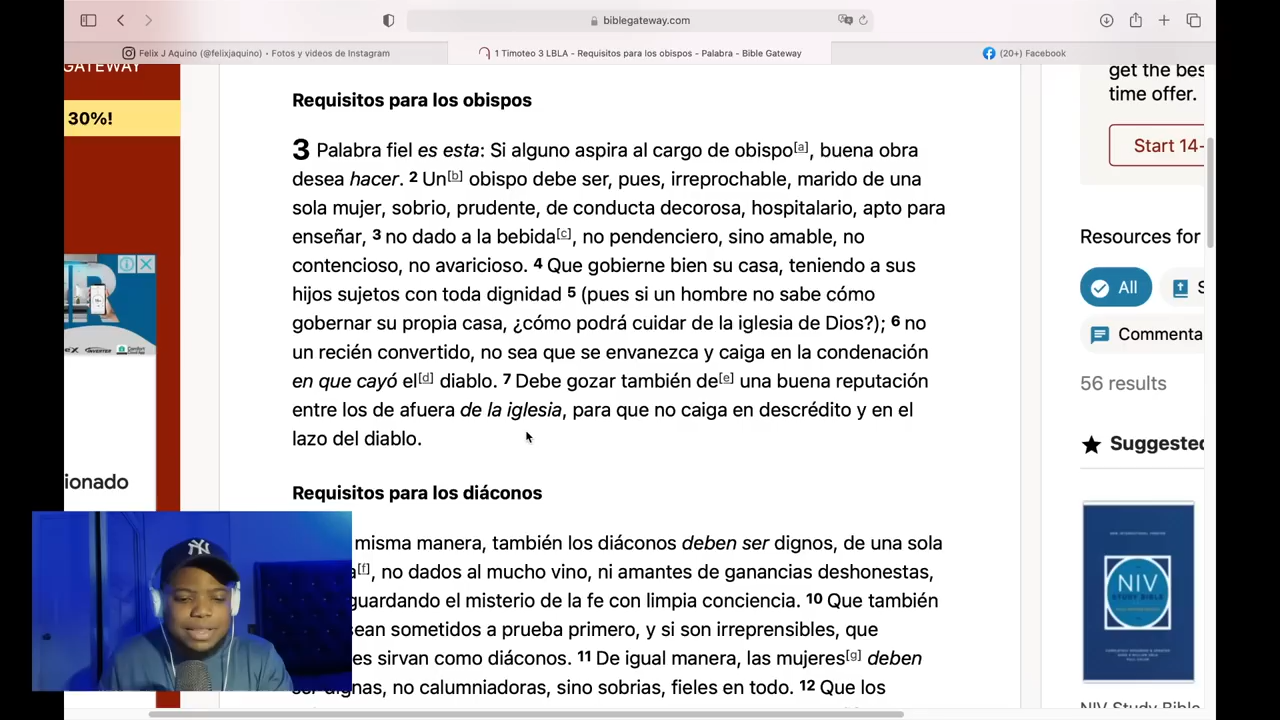 biblegateway.com
Felix J Aquino (@felixjaquino) • Fotos y videos de Instagram
1 Timoteo 3 LBLA - Requisitos para los obispos - Palabra - Bible Gateway
(20+) Facebook
GATEWAY
30%!
ionado
Requisitos para los obispos
3 Palabra fiel es esta: Si alguno aspira al cargo de obispo[a], buena obra
desea hacer. 2 Un[b] obispo debe ser, pues, irreprochable, marido de una
sola mujer, sobrio, prudente, de conducta decorosa, hospitalario, apto para
enseñar, 3 no dado a la bebida[c], no pendenciero, sino amable, no
contencioso, no avaricioso. 4 Que gobierne bien su casa, teniendo a sus
hijos sujetos con toda dignidad 5 (pues si un hombre no sabe cómo
gobernar su propia casa, ¿cómo podrá cuidar de la iglesia de Dios?); 6 no
un recién convertido, no sea que se envanezca y caiga en la condenación
en que cayó el[d] diablo. 7 Debe gozar también de[e] una buena reputación
entre los de afuera de la iglesia, para que no caiga en descrédito y en el
lazo del diablo.
Requisitos para los diáconos
misma manera, también los diáconos deben ser dignos, de una sola
a[f], no dados al mucho vino, ni amantes de ganancias deshonestas,
guardando el misterio de la fe con limpia conciencia. 10 Que también
sean sometidos a prueba primero, y si son irreprensibles, que
es sirvan como diáconos. 11 De igual manera, las mujeres[g] deben
dignas, no calumniadoras, sino sobrias, fieles en todo. 12 Que los
get the bes
time offer.
Start 14-
Resources for
All
S
Commenta
56 results
Suggested
NIV
STUDY BIBLE
NIV Study Bible